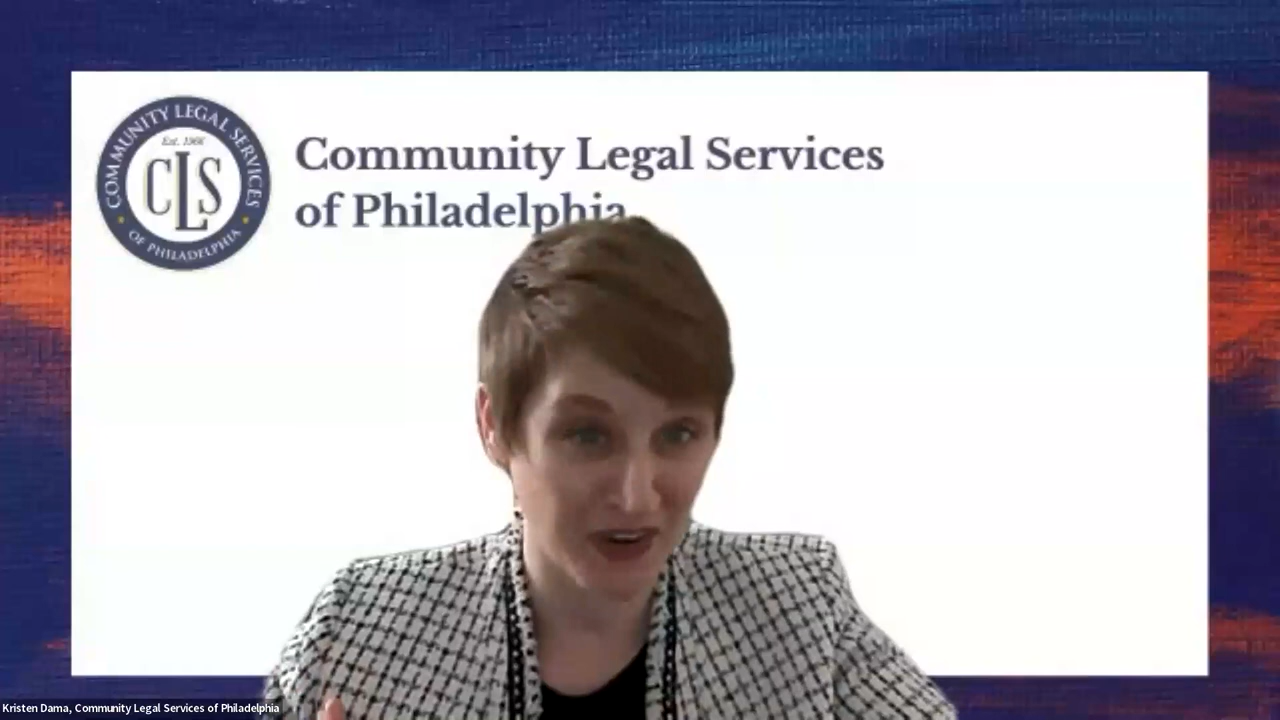 COMMUNITY LEGAL SERVICES
Est. 1966
CLS
OF PHILADELPHIA
Community Legal Services
of Philadelphia
Kristen Dama, Community Legal Services of Philadelphia